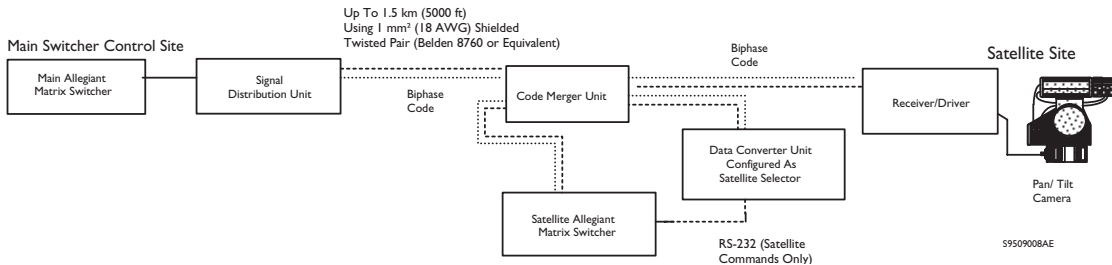 Up To 1.5 km (5000 ft)
Using 1 mm² (18 AWG) Shielded
Twisted Pair (Belden 8760 or Equivalent)
Main Switcher Control Site
Main Allegiant
Matrix Switcher
Signal
Distribution Unit
Biphase
Code
Code Merger Unit
Biphase
Code
Satellite Site
Receiver/Driver
Data Converter Unit
Configured As
Satellite Selector
Pan/ Tilt
Camera
Satellite Allegiant
Matrix Switcher
RS-232 (Satellite
Commands Only)
S9509008AE